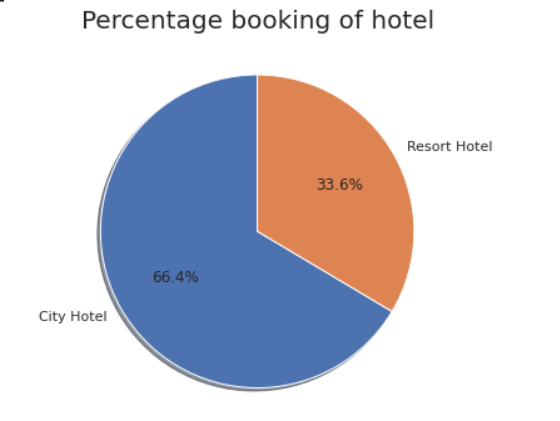 Percentage booking of hotel
Resort Hotel
33.6%
66.4%
City Hotel